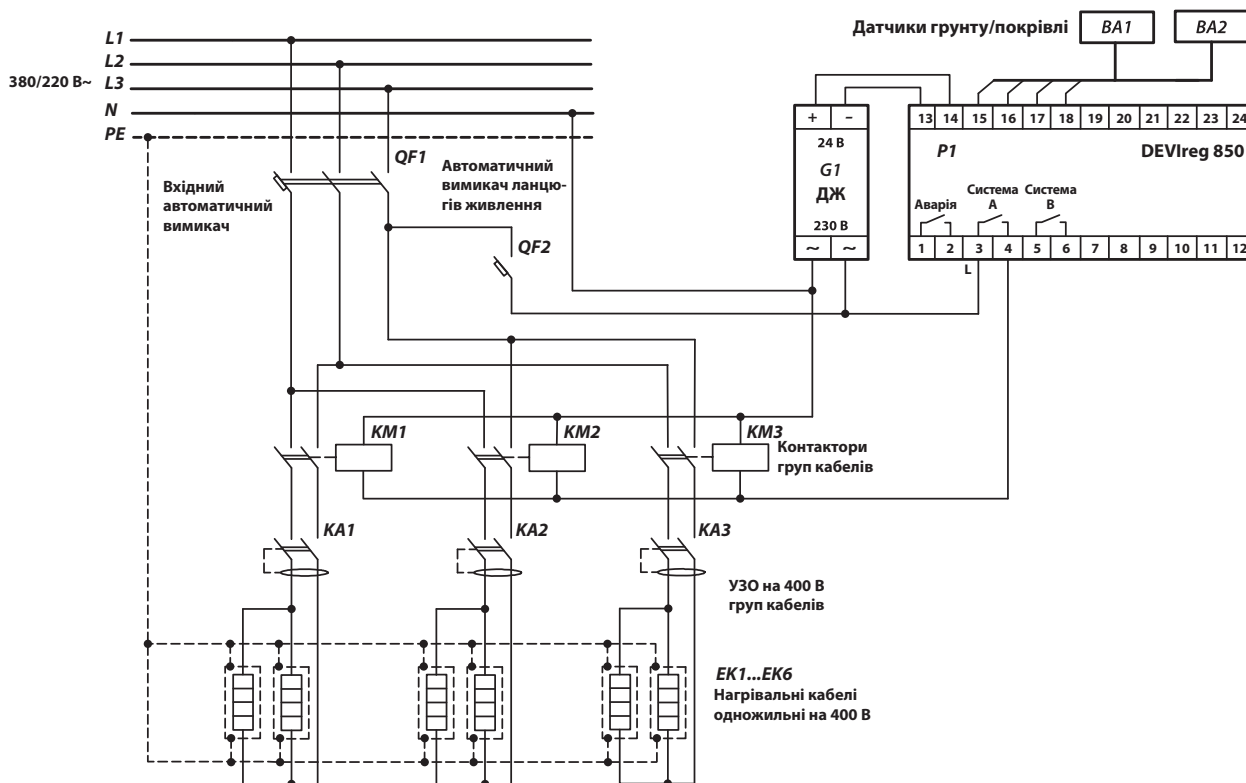 L1
L2
380/220 В~ L3
N
PE
Датчики грунту/покрівлі
BA1
BA2
QF1
Вхідний
автоматичний
вимикач
Автоматичний
вимикач ланцю-
гів живлення
QF2
+ –
24 В
G1
ДЖ
230 В
~ ~
13 14 15 16 17 18 19 20 21 22 23 24
P1
DEVIreg 850
Аварія
Система
А
Система
В
1 2 3 4 5 6 7 8 9 10 11 12
L
KM1
KM2
KM3
Контактори
груп кабелів
KA1
KA2
KA3
УЗО на 400 В
груп кабелів
EK1...EK6
Нагрівальні кабелі
одножильні на 400 В